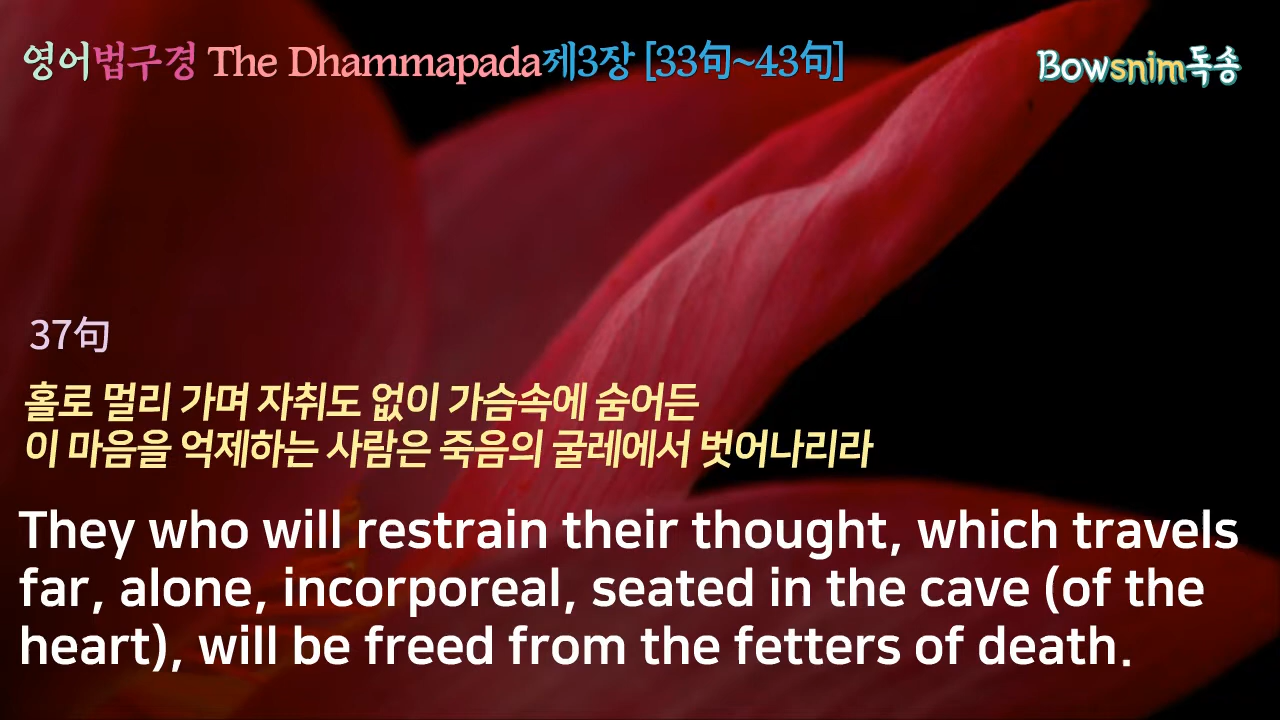 영어법구경 The Dhammapada제3장 [33句~43句]
Bowsnim독송
37句
홀로 멀리 가며 자취도 없이 가슴속에 숨어든
이 마음을 억제하는 사람은 죽음의 굴레에서 벗어나리라
They who will restrain their thought, which travels
far, alone, incorporeal, seated in the cave (of the
heart), will be freed from the fetters of death.